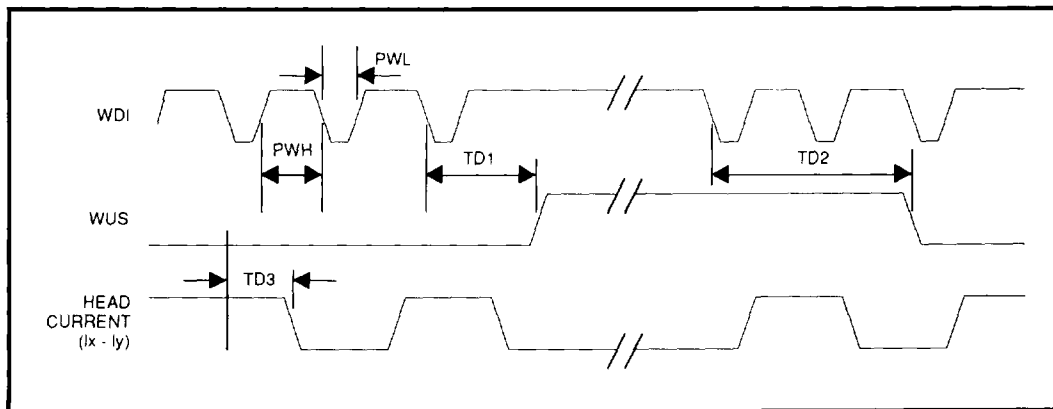 PWL
WDI
PWH
TD1
TD2
WUS
TD3
HEAD
CURRENT
(Ix - Iy)